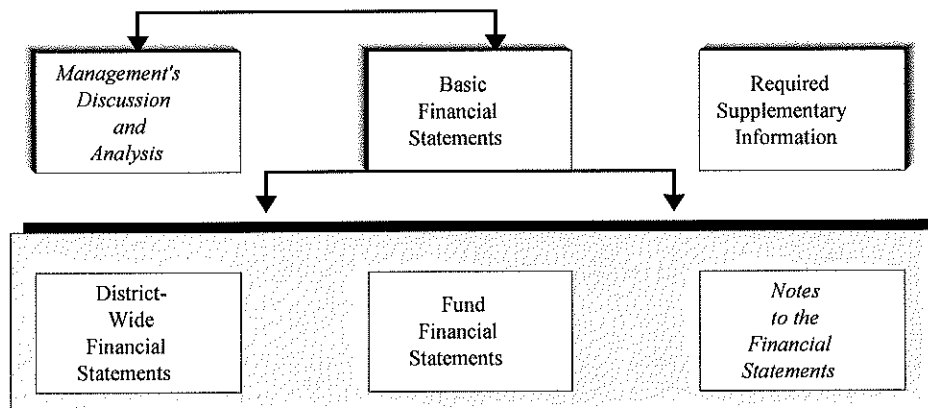 Management's
Discussion
and
Analysis
Basic
Financial
Statements
Required
Supplementary
Information
District-
Wide
Financial
Statements
Fund
Financial
Statements
Notes
to the
Financial
Statements